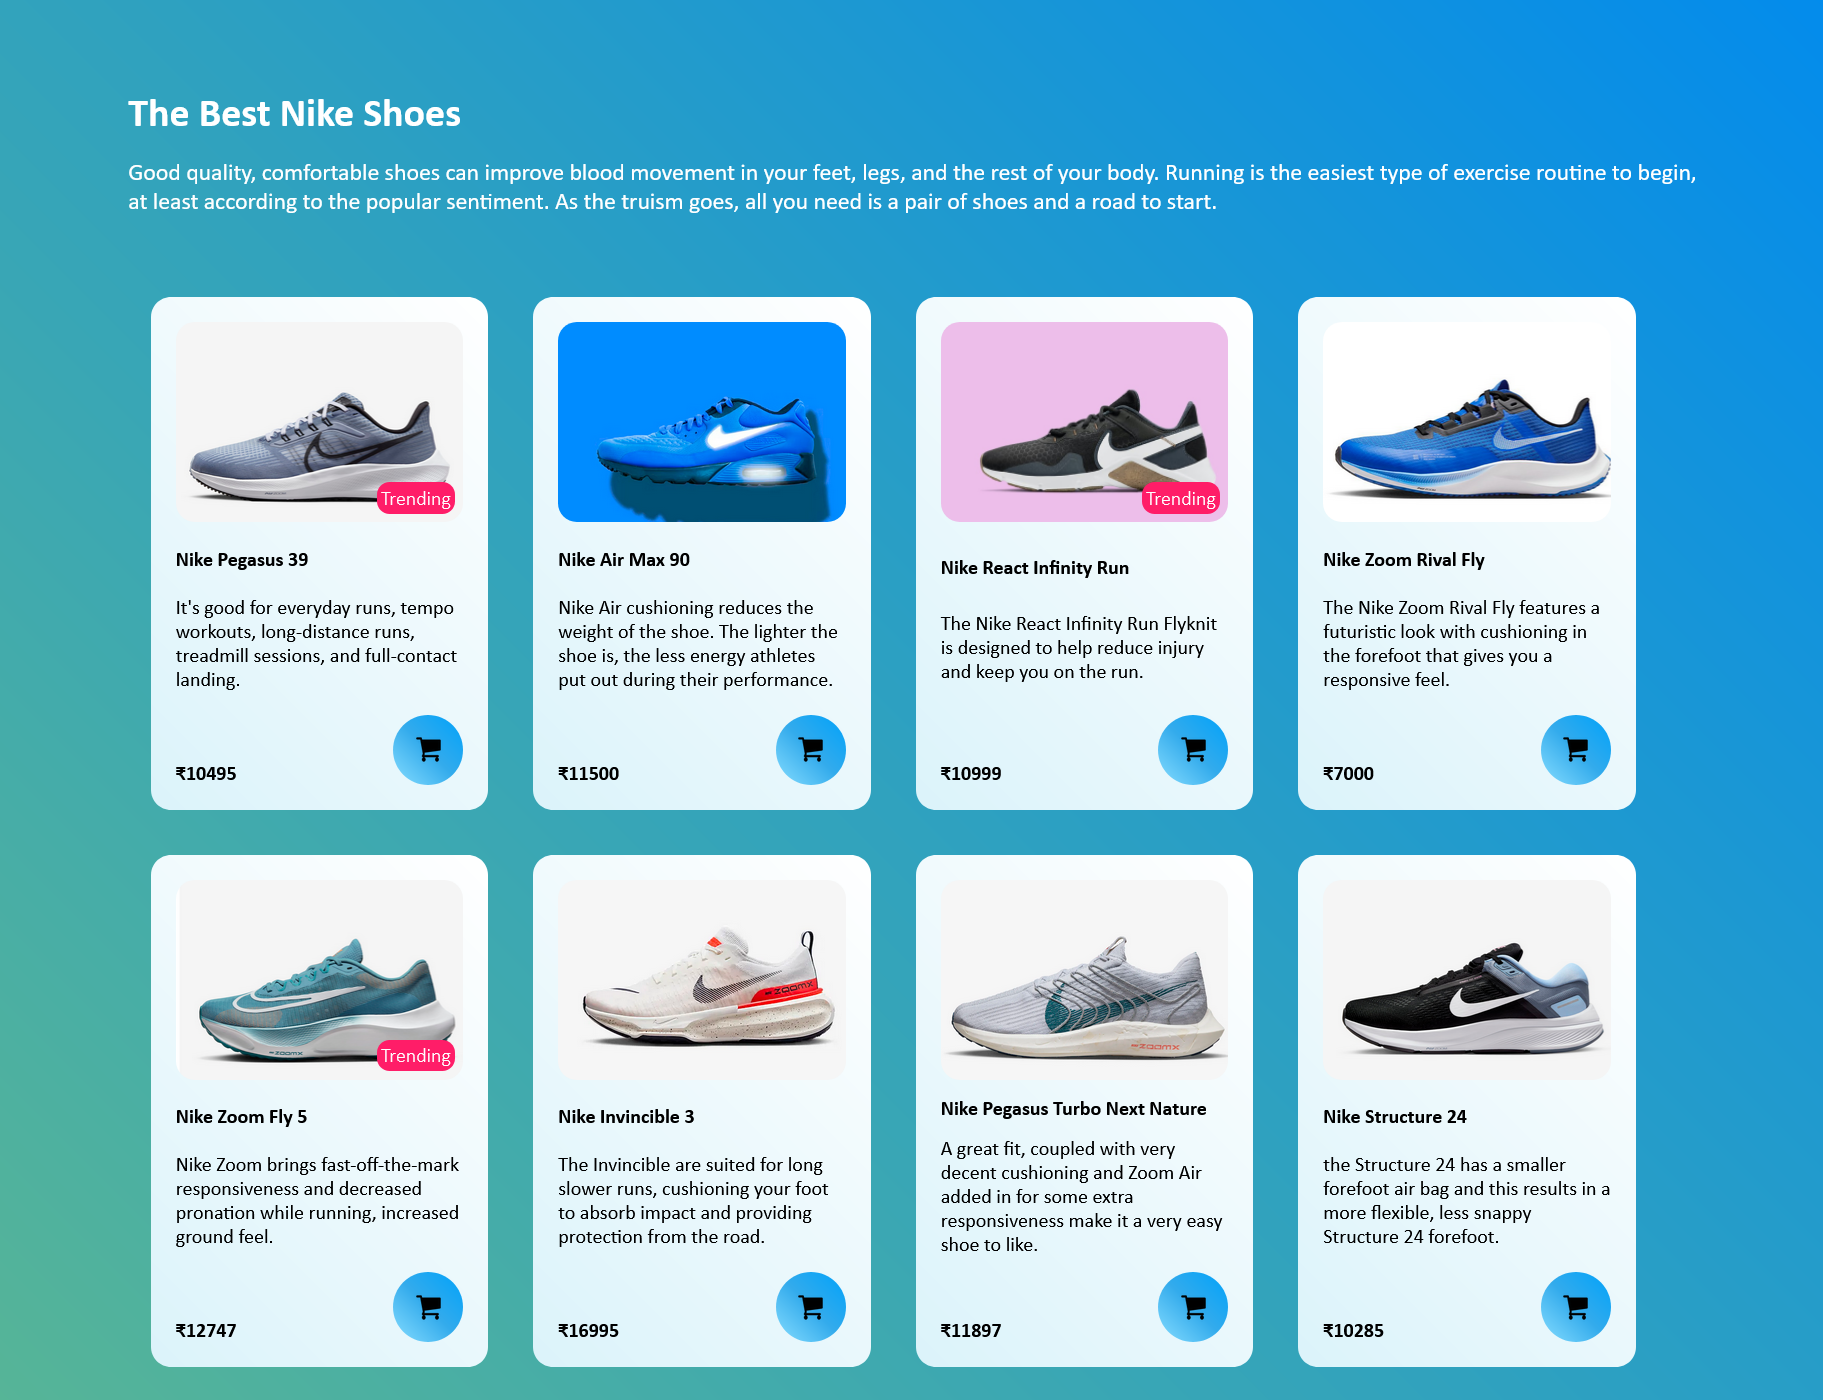 The Best Nike Shoes
Good quality, comfortable shoes can improve blood movement in your feet, legs, and the rest of your body. Running is the easiest type of exercise routine to begin,
at least according to the popular sentiment. As the truism goes, all you need is a pair of shoes and a road to start.
Trending
Nike Pegasus 39
It's good for everyday runs, tempo
workouts, long-distance runs,
treadmill sessions, and full-contact
landing.
₹10495
Nike Air Max 90
Nike Air cushioning reduces the
weight of the shoe. The lighter the
shoe is, the less energy athletes
put out during their performance.
₹11500
Trending
Nike React Infinity Run
The Nike React Infinity Run Flyknit
is designed to help reduce injury
and keep you on the run.
₹10999
Nike Zoom Rival Fly
The Nike Zoom Rival Fly features a
futuristic look with cushioning in
the forefoot that gives you a
responsive feel.
₹7000
ZOOMX
Trending
Nike Zoom Fly 5
Nike Zoom brings fast-off-the-mark
responsiveness and decreased
pronation while running, increased
ground feel.
₹12747
ZOOMX
Nike Invincible 3
The Invincible are suited for long
slower runs, cushioning your foot
to absorb impact and providing
protection from the road.
₹16995
ZOOMX
Nike Pegasus Turbo Next Nature
A great fit, coupled with very
decent cushioning and Zoom Air
added in for some extra
responsiveness make it a very easy
shoe to like.
₹11897
Nike Structure 24
the Structure 24 has a smaller
forefoot air bag and this results in a
more flexible, less snappy
Structure 24 forefoot.
₹10285